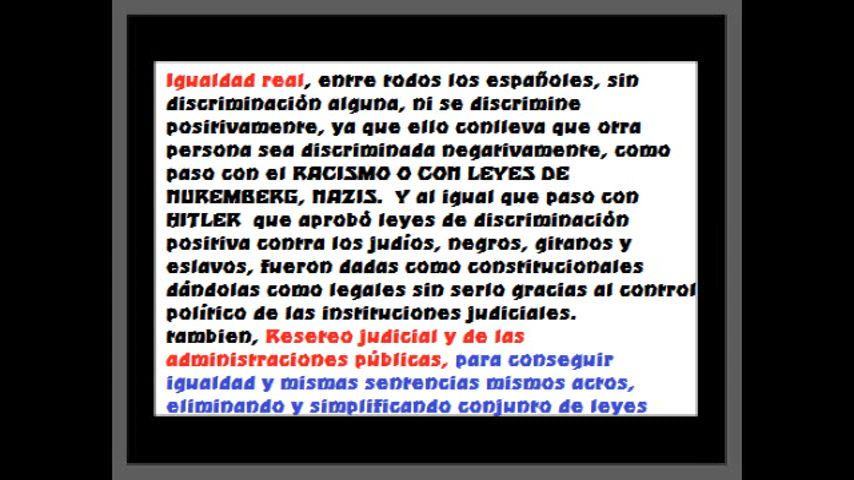 Igualdad real, entre todos los españoles, sin
discriminación alguna, ni se discrimine
positivamente, ya que ello conlleva que otra
persona sea discriminada negativamente, como
paso con el RACISMO O CON LEYES DE
NUREMBERG, NAZIS. Y al igual que paso con
HITLER que aprobó leyes de discriminación
positiva contra los judíos, negros, gitanos y
eslavos, fueron dadas como constitucionales
dándolas como legales sin serlo gracias al control
político de las instituciones judiciales.
tambien, Reseteo judicial y de las
administraciones públicas, para conseguir
igualdad y mismas sentencias mismos actos,
eliminando y simplificando conjunto de leyes